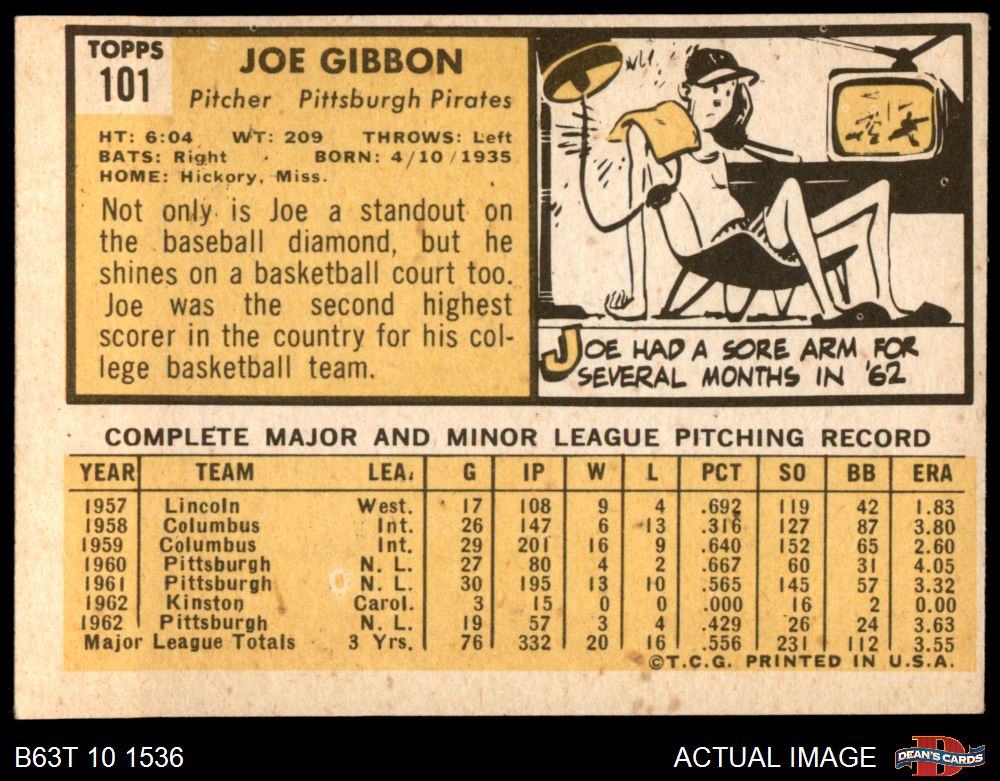 TOPPS
101
JOE GIBBON
Pitcher Pittsburgh Pirates
HT: 6:04 WT: 209 THROWS: Left
BATS: Right BORN: 4/10/1935
HOME: Hickory, Miss.
Not only is Joe a standout on
the baseball diamond, but he
shines on a basketball court too.
Joe was the second highest
scorer in the country for his col-
lege basketball team.
JOE HAD A SORE ARM FOR
SEVERAL MONTHS IN '62
COMPLETE MAJOR AND MINOR LEAGUE PITCHING RECORD
YEAR TEAM LEA. G IP W L PCT SO BB ERA
1957 Lincoln West. 17 108 9 4 .692 119 42 1.83
1958 Columbus Int. 26 147 6 13 .316 127 87 3.80
1959 Columbus Int. 29 201 16 9 .640 152 65 2.60
1960 Pittsburgh N. L. 27 80 4 2 .667 60 31 4.05
1961 Pittsburgh N. L. 30 195 13 10 .565 145 57 3.32
1962 Kinston Carol. 3 15 0 0 .000 16 2 0.00
1962 Pittsburgh N. L. 19 57 3 4 .429 26 24 3.63
Major League Totals 3 Yrs. 76 332 20 16 .556 231 112 3.55
©T.C.G. PRINTED IN U.S.A.
B63T 10 1536
ACTUAL IMAGE
DEAN'S CARDS